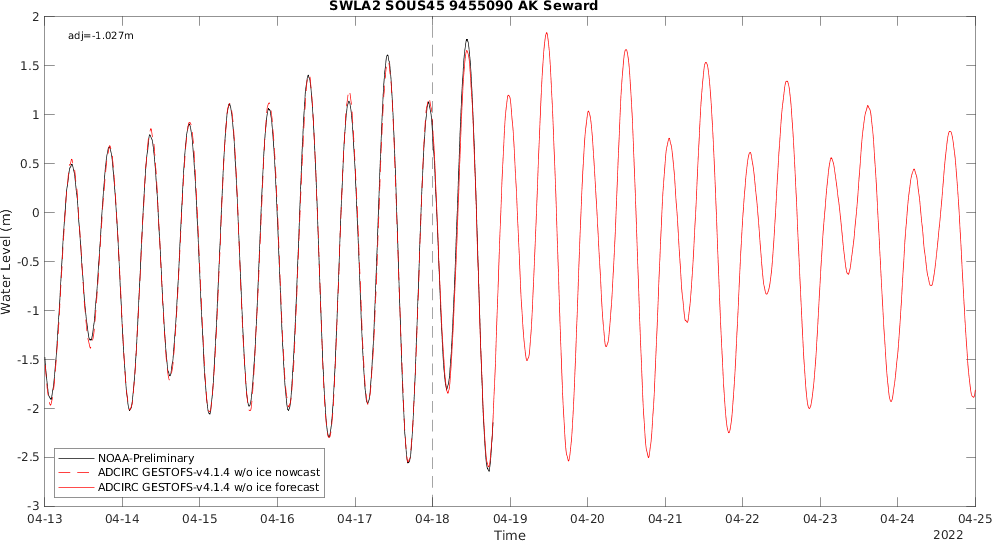 SWLA2 SOUS45 9455090 AK Seward
adj=-1.027m
2
1.5
1
0.5
0
-0.5
-1
-1.5
-2
-2.5
-3
Water Level (m)
NOAA-Preliminary
ADCIRC GESTOFS-v4.1.4 w/o ice nowcast
ADCIRC GESTOFS-v4.1.4 w/o ice forecast
04-13 04-14 04-15 04-16 04-17 04-18 04-19 04-20 04-21 04-22 04-23 04-24 04-25
Time
2022